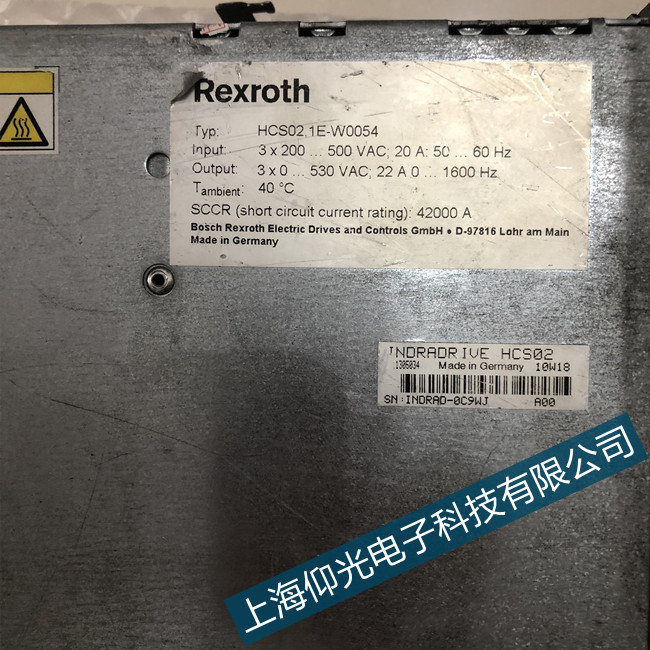 Rexroth
Typ: HCS02.1E-W0054
Input: 3 x 200 ... 500 VAC; 20 A: 50 ... 60 Hz
Output: 3 x 0 ... 530 VAC; 22 A 0 ... 1600 Hz
Tambient: 40 °C
SCCR (short circuit current rating): 42000 A
Bosch Rexroth Electric Drives and Controls GmbH • D-97816 Lohr am Main
Made in Germany
INDRADRIVE HCS02
1305034 Made in Germany 10W18
SN:INDRAD-0C9WJ A00
上海仰光电子科技有限公司